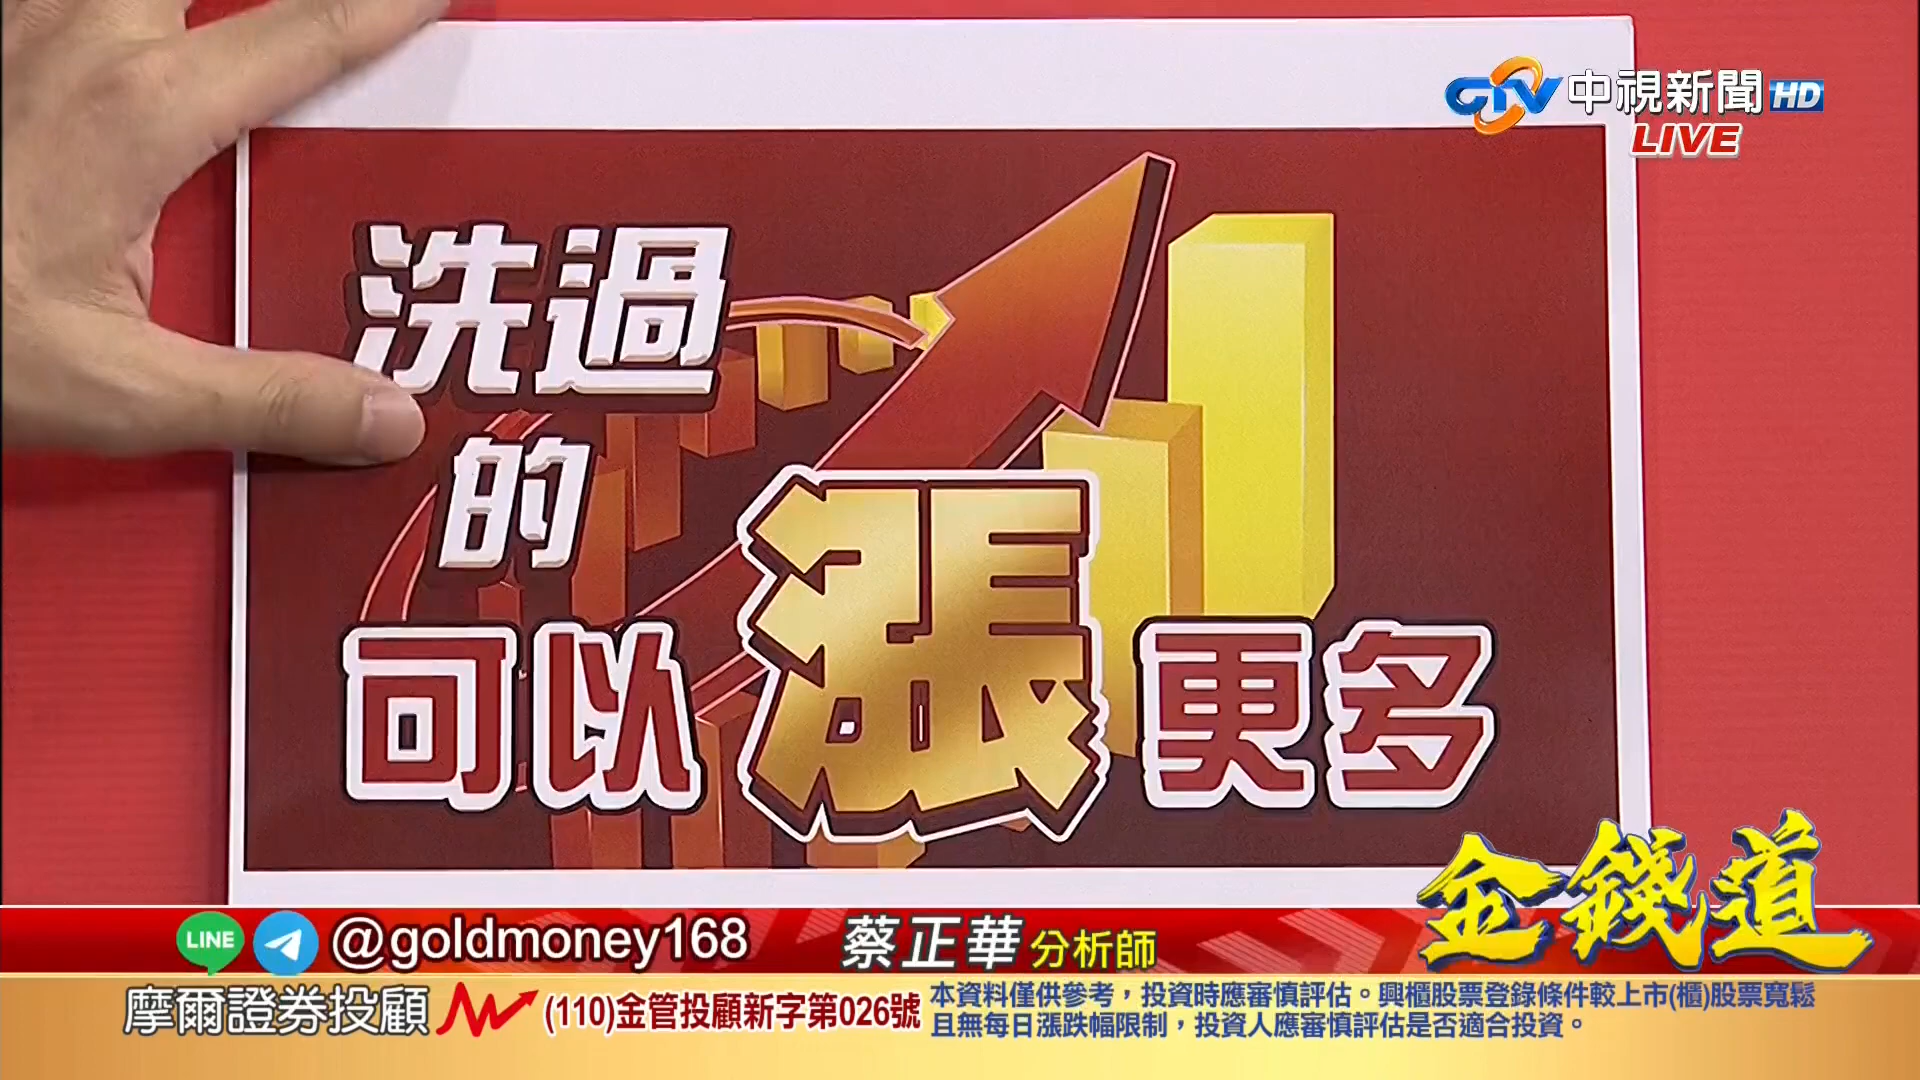 CTV 中視新聞 HD
LIVE
洗過
的
可以漲更多
金錢道
LINE @goldmoney168 蔡正華 分析師
摩爾證券投顧 (110)金管投顧新字第026號
本資料僅供參考，投資時應審慎評估。興櫃股票登錄條件較上市(櫃)股票寬鬆
且無每日漲跌幅限制，投資人應審慎評估是否適合投資。